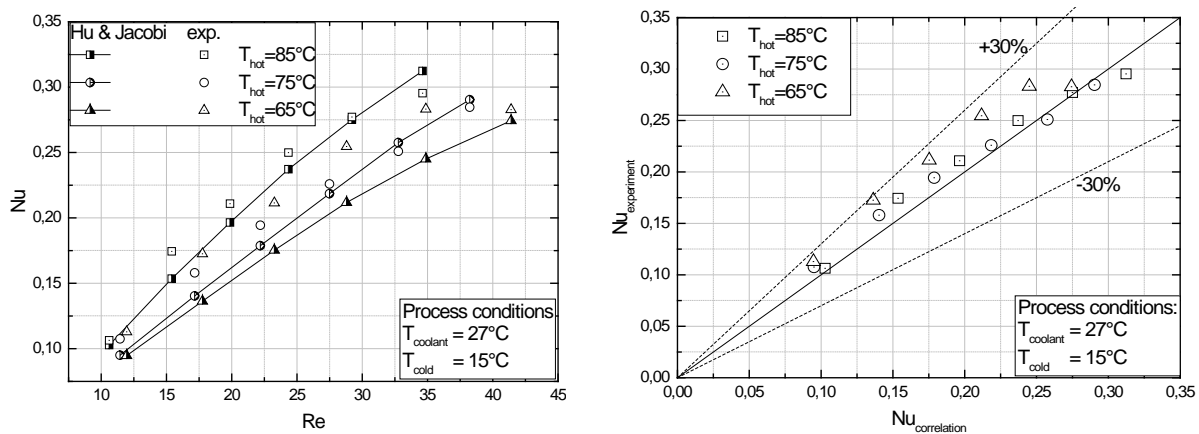 Hu & Jacobi exp.
T_hot=85°C
T_hot=75°C
T_hot=65°C
0,35
0,30
0,25
0,20
0,15
0,10
Nu
10 15 20 25 30 35 40 45
Re
Process conditions
T_coolant = 27°C
T_cold = 15°C
T_hot=85°C
T_hot=75°C
T_hot=65°C
+30%
-30%
0,35
0,30
0,25
0,20
0,15
0,10
0,05
0,00
Nu_experiment
0,00 0,05 0,10 0,15 0,20 0,25 0,30 0,35
Nu_correlation
Process conditions:
T_coolant = 27°C
T_cold = 15°C